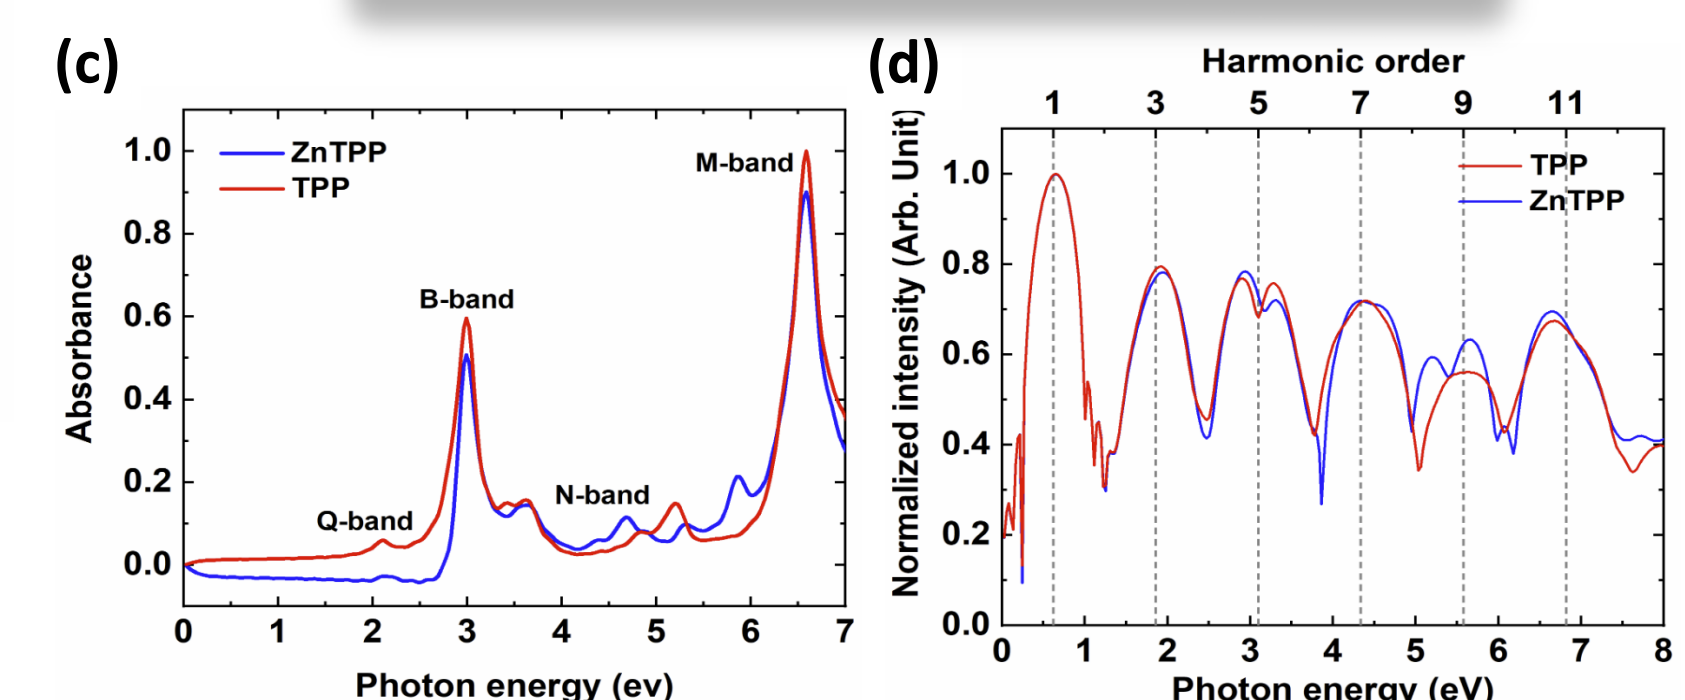 (c)
1.0
0.8
0.6
0.4
0.2
0.0
Absorbance
ZnTPP
TPP
M-band
B-band
N-band
Q-band
0 1 2 3 4 5 6 7
Photon energy (ev)
(d)
Harmonic order
1 3 5 7 9 11
Normalized intensity (Arb. Unit)
1.0
0.8
0.6
0.4
0.2
0.0
TPP
ZnTPP
0 1 2 3 4 5 6 7 8
Photon energy (eV)